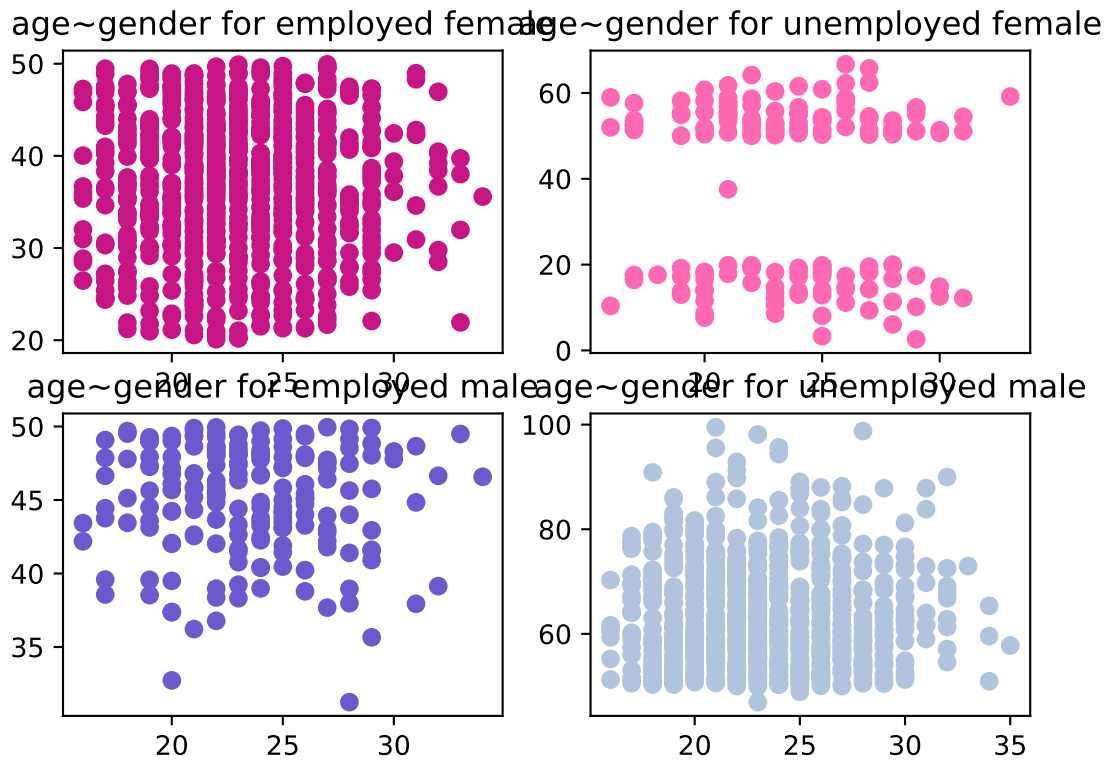 age~gender for employed female
age~gender for unemployed female
50
40
30
20
60
40
20
0
20 25 30
20 25 30
age~gender for employed male
age~gender for unemployed male
50
45
40
35
100
80
60
20 25 30
20 25 30 35